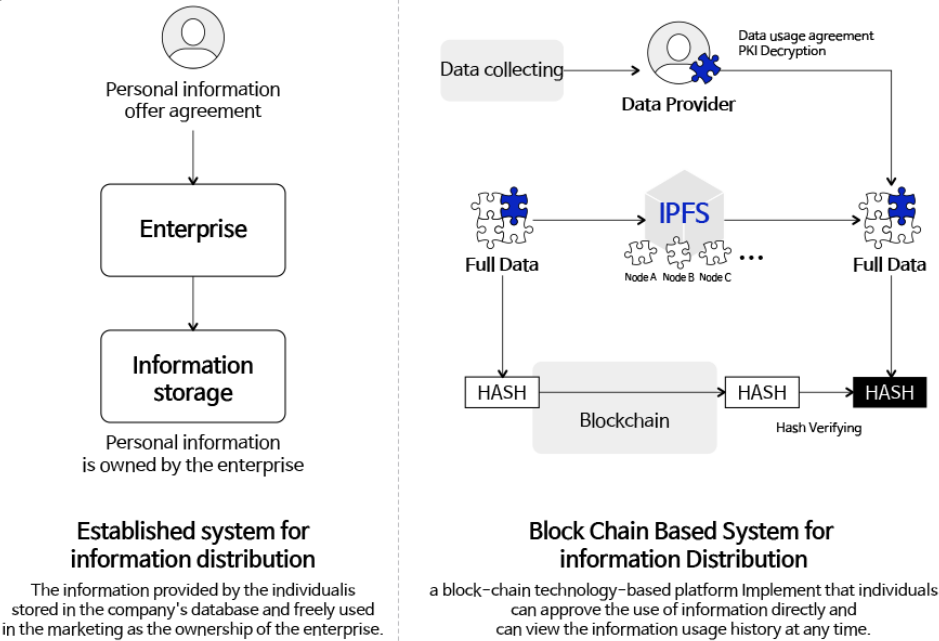 Personal information
offer agreement
Enterprise
Information
storage
Personal information
is owned by the enterprise
Established system for
information distribution
The information provided by the individualis
stored in the company's database and freely used
in the marketing as the ownership of the enterprise.
Data collecting
Data Provider
Data usage agreement
PKI Decryption
Full Data
IPFS
Node A
Node B
Node C
Full Data
HASH
Blockchain
HASH
Hash Verifying
HASH
Block Chain Based System for
information Distribution
a block-chain technology-based platform Implement that individuals
can approve the use of information directly and
can view the information usage history at any time.